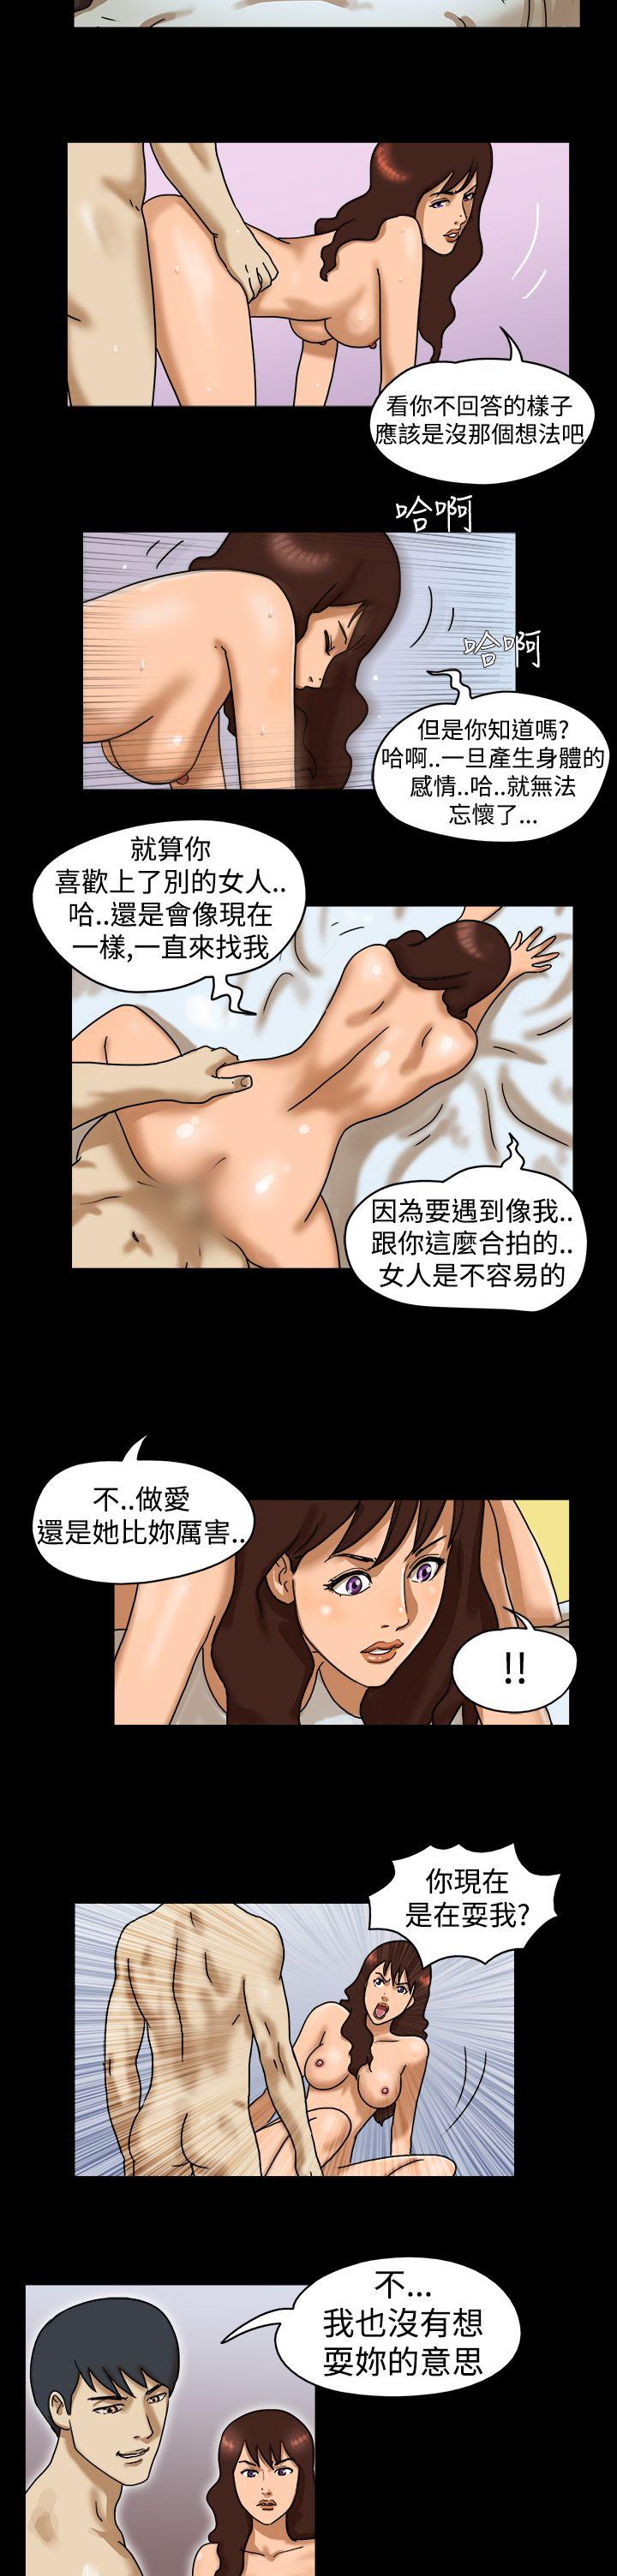 看你不回答的樣子
應該是沒那個想法吧
哈啊
哈啊
但是你知道嗎?
哈啊..一旦產生身體的
感情..哈..就無法
忘懷了...
就算你
喜歡上了別的女人..
哈..還是會像現在
一樣,一直來找我
因為要遇到像我..
跟你這麼合拍的..
女人是不容易的
不..做愛
還是她比妳厲害..
!!
你現在
是在耍我?
不...
我也沒有想
耍妳的意思